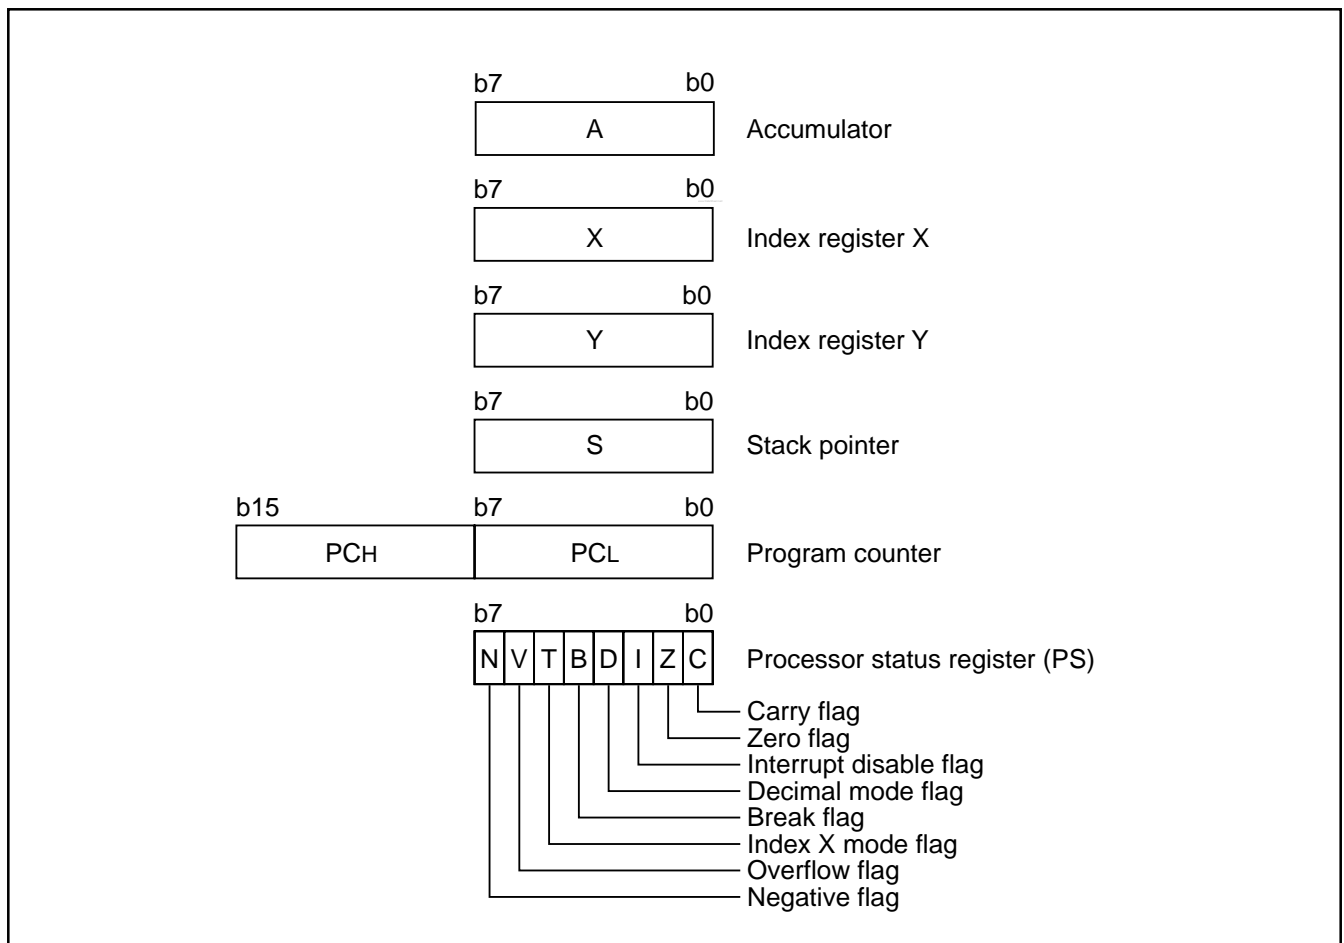 b7 b0
A Accumulator
b7 b0
X Index register X
b7 b0
Y Index register Y
b7 b0
S Stack pointer
b15 b7 b0
PCH PCL Program counter
b7 b0
N V T B D I Z C Processor status register (PS)
Carry flag
Zero flag
Interrupt disable flag
Decimal mode flag
Break flag
Index X mode flag
Overflow flag
Negative flag